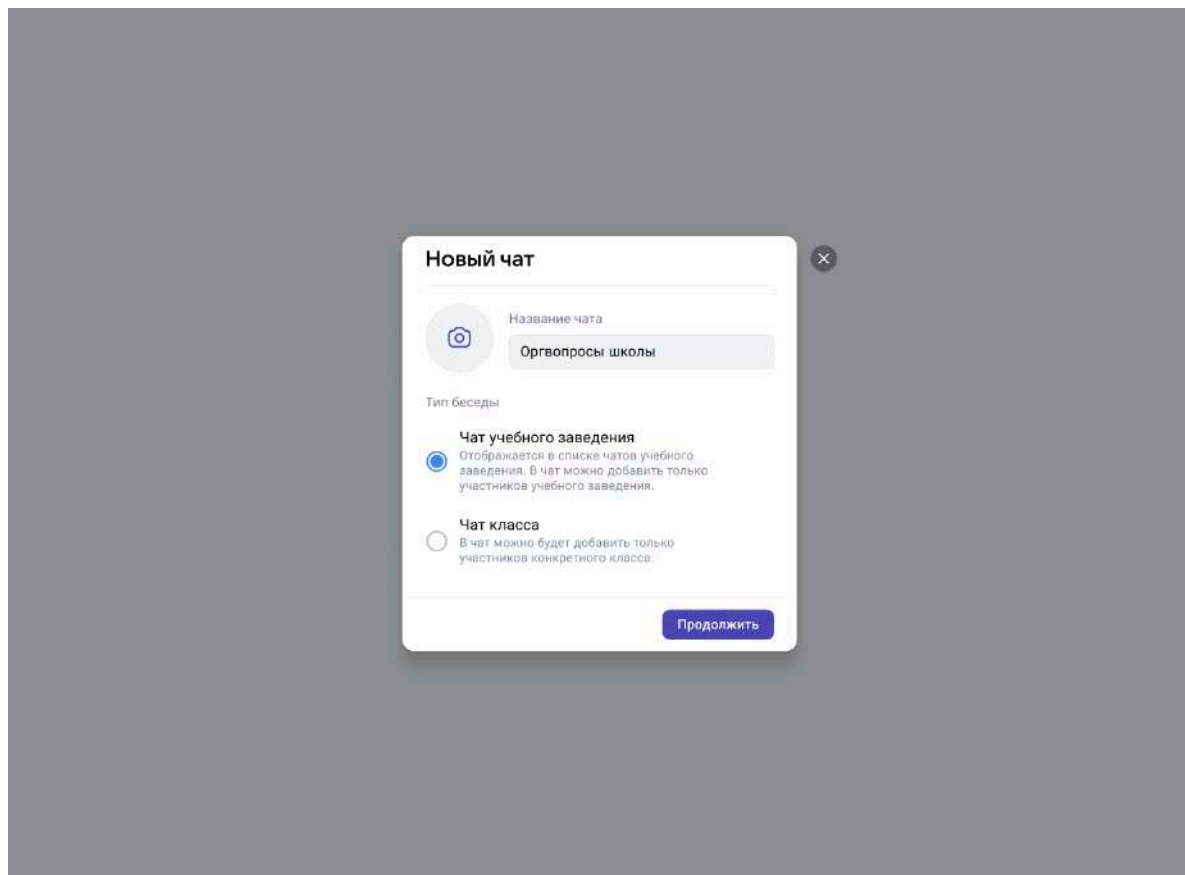 Новый чат
Название чата
Оргвопросы школы
Тип беседы
Чат учебного заведения
Отображается в списке чатов учебного
заведения. В чат можно добавить только
участников учебного заведения.
Чат класса
В чат можно будет добавить только
участников конкретного класса.
Продолжить